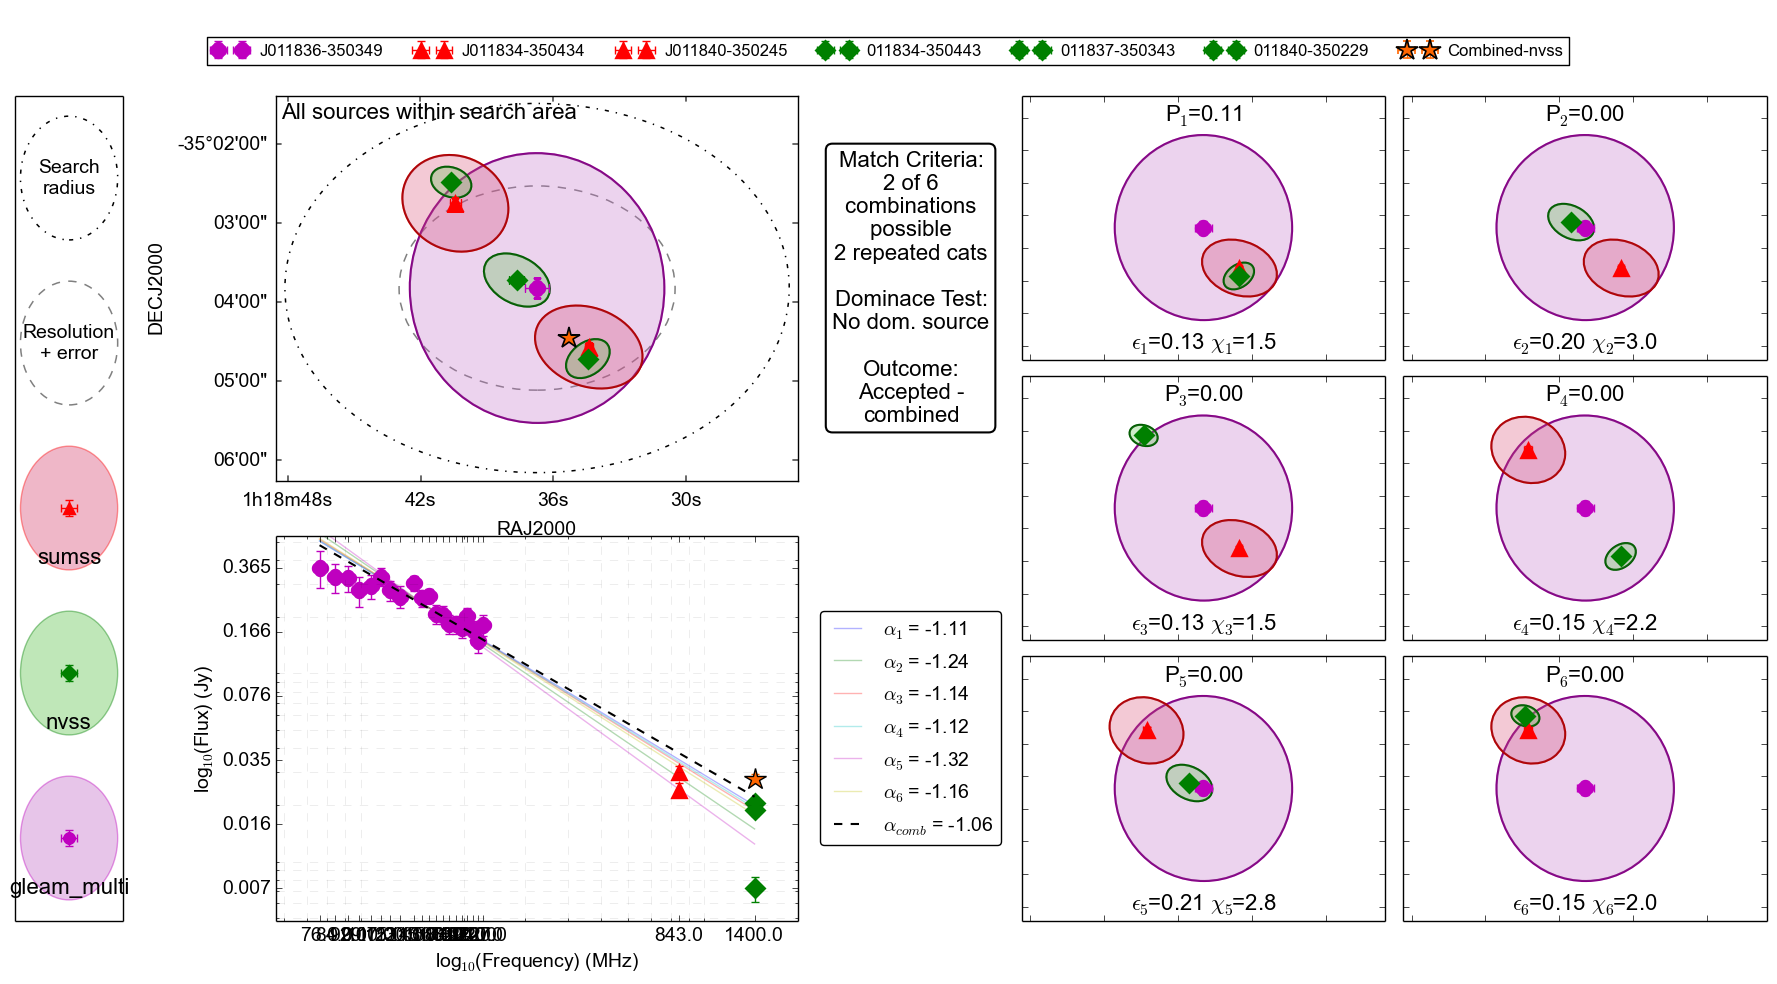 J011836-350349
J011834-350434
J011840-350245
011834-350443
011837-350343
011840-350229
Combined-nvss
Search
radius
Resolution
+ error
sumss
nvss
gleam_multi
All sources within search area
-35°02'00"
03'00"
04'00"
05'00"
06'00"
DECJ2000
1h18m48s
42s
36s
30s
RAJ2000
Match Criteria:
2 of 6
combinations
possible
2 repeated cats
Dominace Test:
No dom. source
Outcome:
Accepted -
combined
0.365
0.166
0.076
0.035
0.016
0.007
log10(Flux) (Jy)
843.0
1400.0
log10(Frequency) (MHz)
α1 = -1.11
α2 = -1.24
α3 = -1.14
α4 = -1.12
α5 = -1.32
α6 = -1.16
αcomb = -1.06
P1=0.11
ϵ1=0.13 χ1=1.5
P2=0.00
ϵ2=0.20 χ2=3.0
P3=0.00
ϵ3=0.13 χ3=1.5
P4=0.00
ϵ4=0.15 χ4=2.2
P5=0.00
ϵ5=0.21 χ5=2.8
P6=0.00
ϵ6=0.15 χ6=2.0